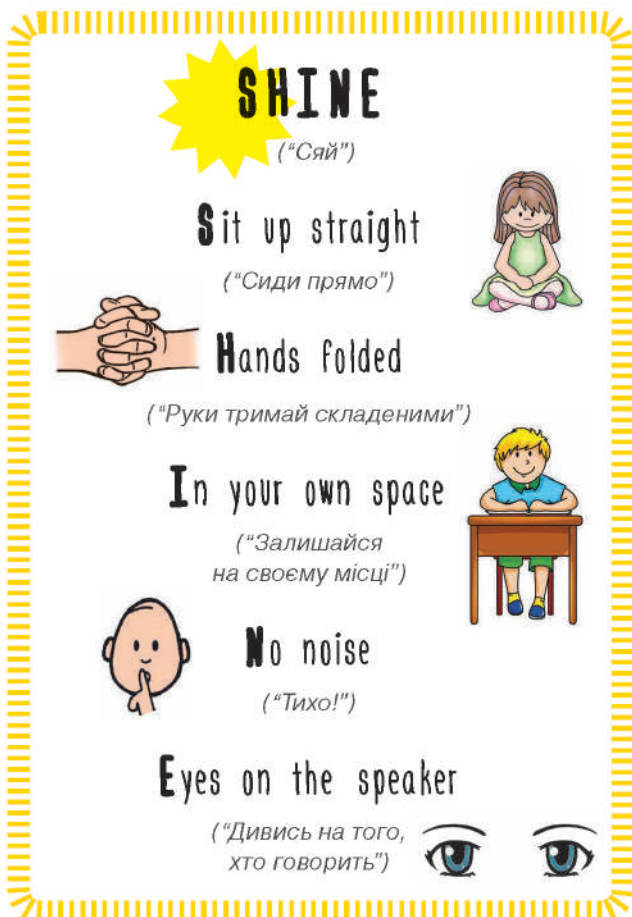 SHINE
("Сяй")
Sit up straight
("Сиди прямо")
Hands folded
("Руки тримай складеними")
In your own space
("Залишайся
на своєму місці")
No noise
("Тихо!")
Eyes on the speaker
("Дивись на того,
хто говорить")